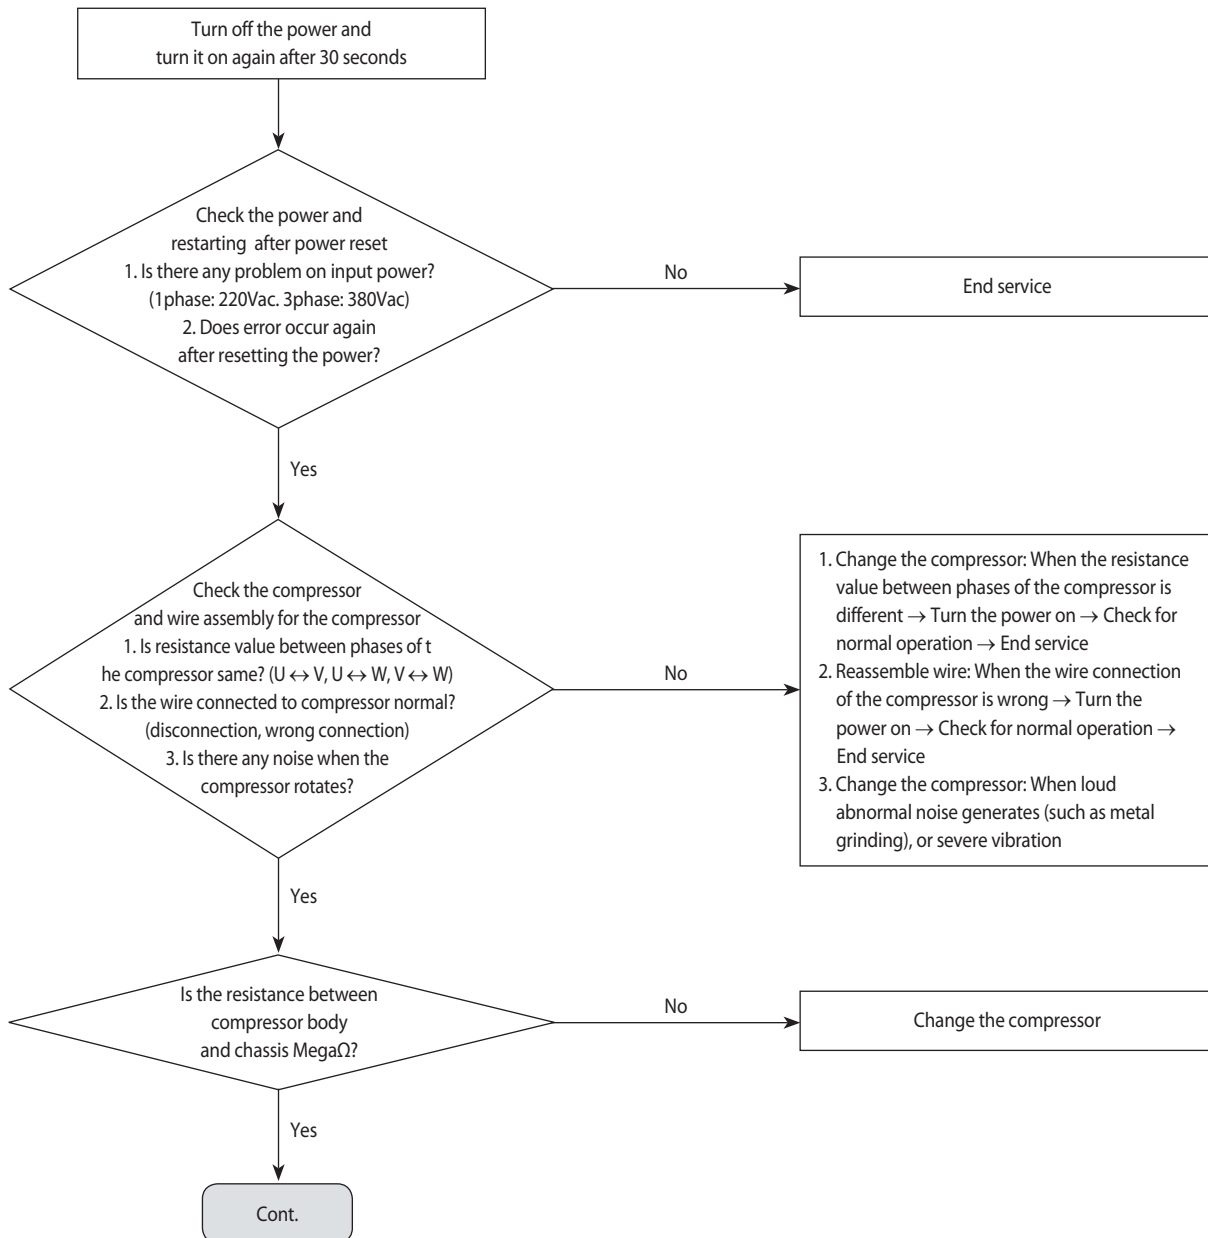 Turn off the power and
turn it on again after 30 seconds
Check the power and
restarting after power reset
1. Is there any problem on input power?
(1phase: 220Vac. 3phase: 380Vac)
2. Does error occur again
after resetting the power?
No
End service
Yes
Check the compressor
and wire assembly for the compressor
1. Is resistance value between phases of t
he compressor same? (U ↔ V, U ↔ W, V ↔ W)
2. Is the wire connected to compressor normal?
(disconnection, wrong connection)
3. Is there any noise when the
compressor rotates?
No
1. Change the compressor: When the resistance
value between phases of the compressor is
different → Turn the power on → Check for
normal operation → End service
2. Reassemble wire: When the wire connection
of the compressor is wrong → Turn the
power on → Check for normal operation →
End service
3. Change the compressor: When loud
abnormal noise generates (such as metal
grinding), or severe vibration
Yes
Is the resistance between
compressor body
and chassis MegaΩ?
No
Change the compressor
Yes
Cont.